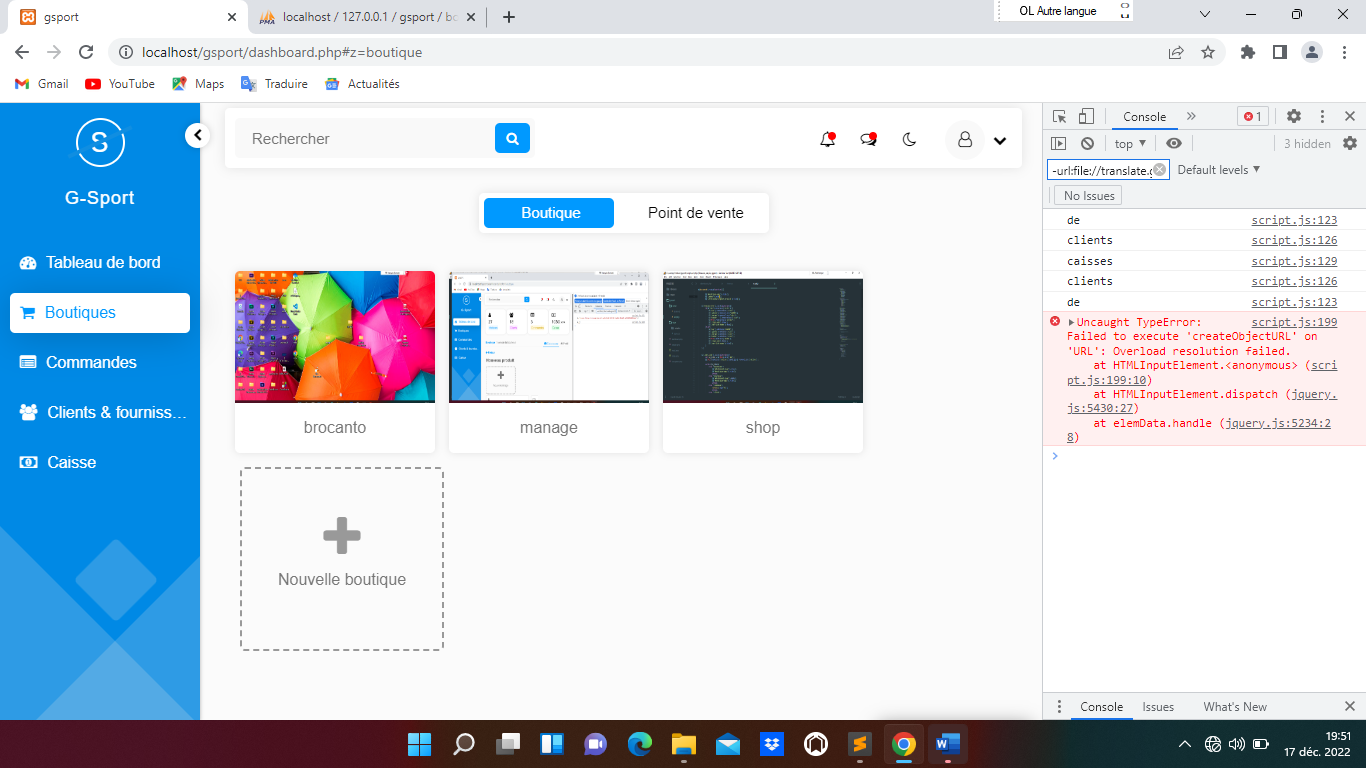 gsport
localhost / 127.0.0.1 / gsport / bo
OL Autre langue
localhost/gsport/dashboard.php#z=boutique
Gmail
YouTube
Maps
Traduire
Actualités
S
G-Sport
Tableau de bord
Boutiques
Commandes
Clients & fourniss...
Caisse
Rechercher
Boutique
Point de vente
brocanto
manage
shop
Nouvelle boutique
Console
1
top
3 hidden
-url:file://translate.g
Default levels
No Issues
de script.js:123
clients script.js:126
caisses script.js:129
clients script.js:126
de script.js:123
Uncaught TypeError: script.js:199
Failed to execute 'createObjectURL' on
'URL': Overload resolution failed.
at HTMLInputElement.<anonymous> (scri
pt.js:199:10)
at HTMLInputElement.dispatch (jquery.
js:5430:27)
at elemData.handle (jquery.js:5234:2
8)
Console
Issues
What's New
19:51
17 déc. 2022